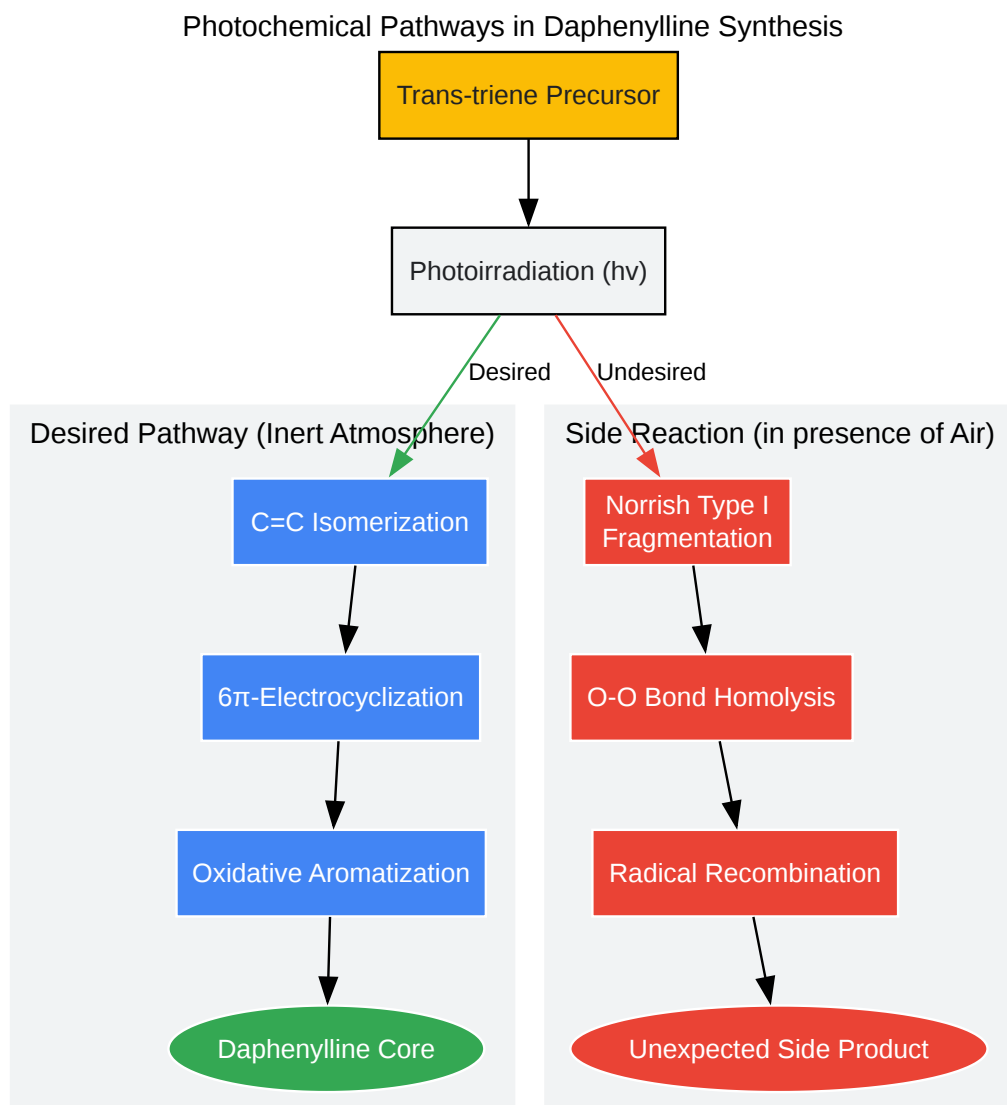 Photochemical Pathways in Daphenylline Synthesis
Trans-triene Precursor
Photoirradiation (hv)
Desired
Undesired
Desired Pathway (Inert Atmosphere)
C=C Isomerization
6π-Electrocyclization
Oxidative Aromatization
Daphenylline Core
Side Reaction (in presence of Air)
Norrish Type I
Fragmentation
O-O Bond Homolysis
Radical Recombination
Unexpected Side Product